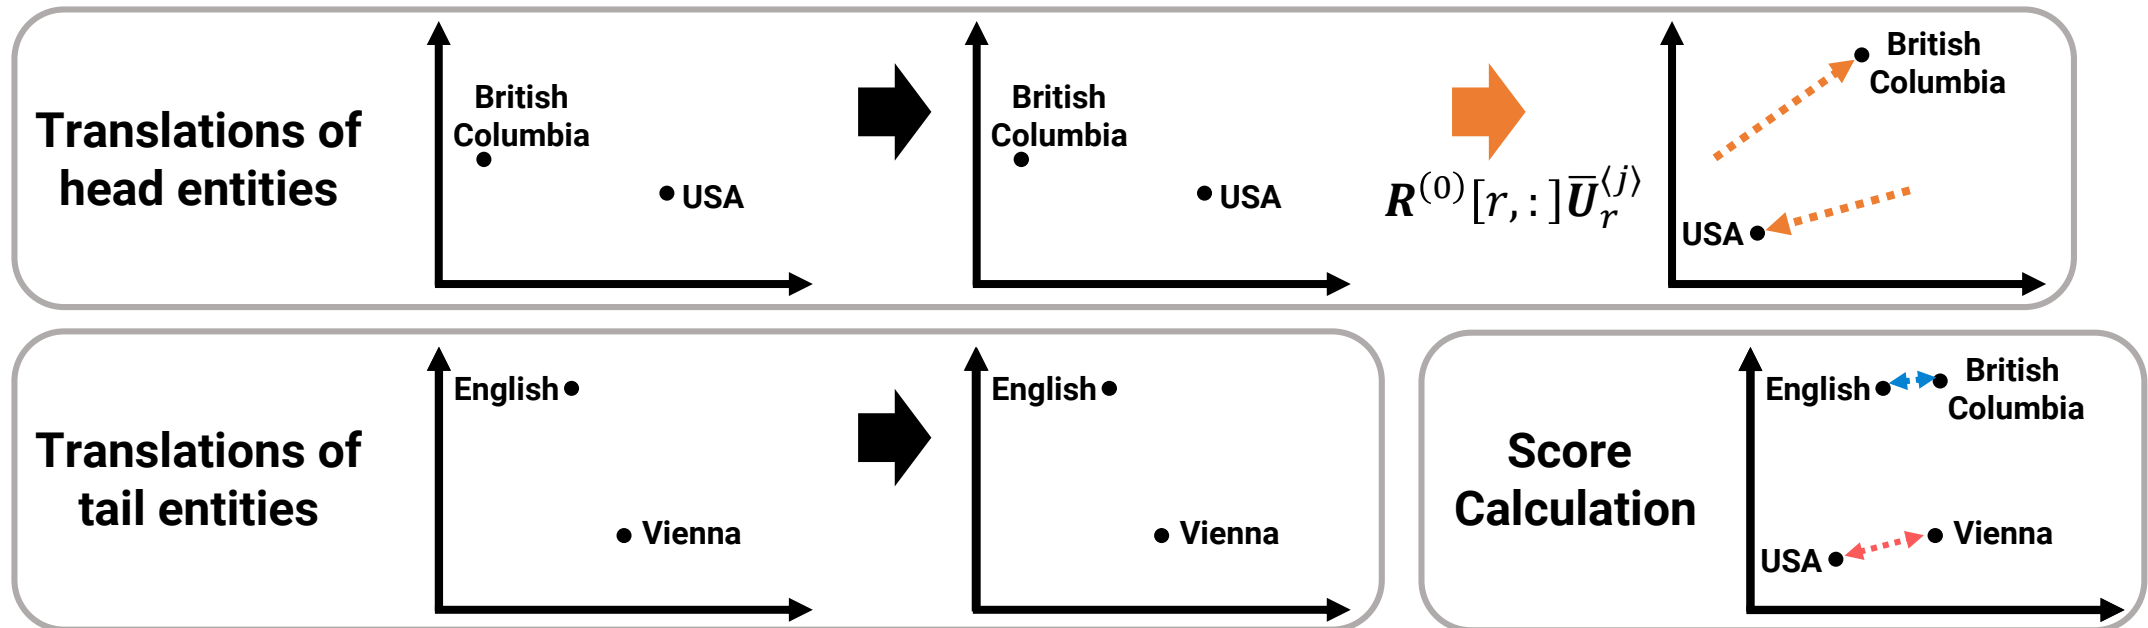 Translations of
head entities
British
Columbia
USA
British
Columbia
USA
𝑹⁽⁰⁾[𝑟, : ]𝑼̅ᵣ^⟨𝑗⟩
British
Columbia
USA
Translations of
tail entities
English
Vienna
English
Vienna
Score
Calculation
English
British
Columbia
Vienna
USA